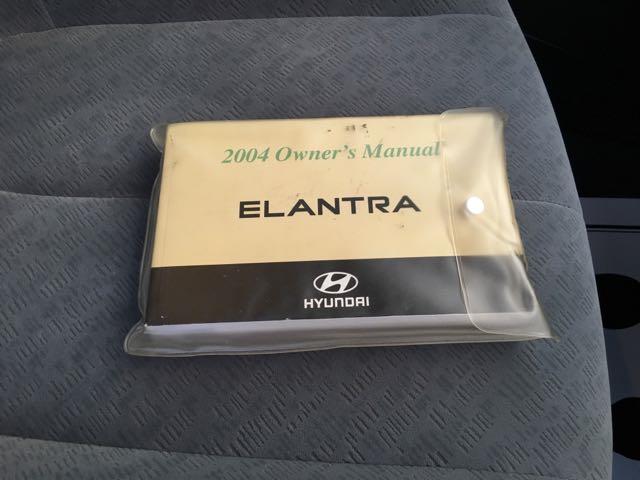 2004 Owner's Manual
ELANTRA
HYUNDAI